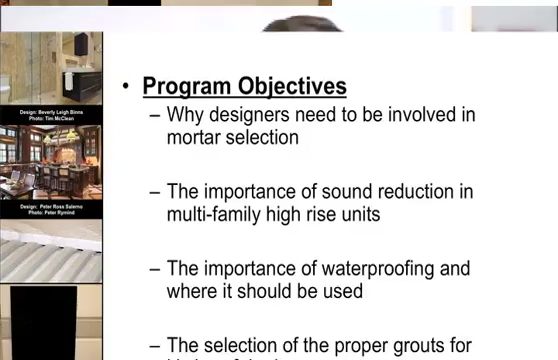 Design: Beverly Leigh Binns
Photo: Tim McClean
Design: Peter Ross Salerno
Photo: Peter Rymind
• Program Objectives
– Why designers need to be involved in
mortar selection
– The importance of sound reduction in
multi-family high rise units
– The importance of waterproofing and
where it should be used
– The selection of the proper grouts for